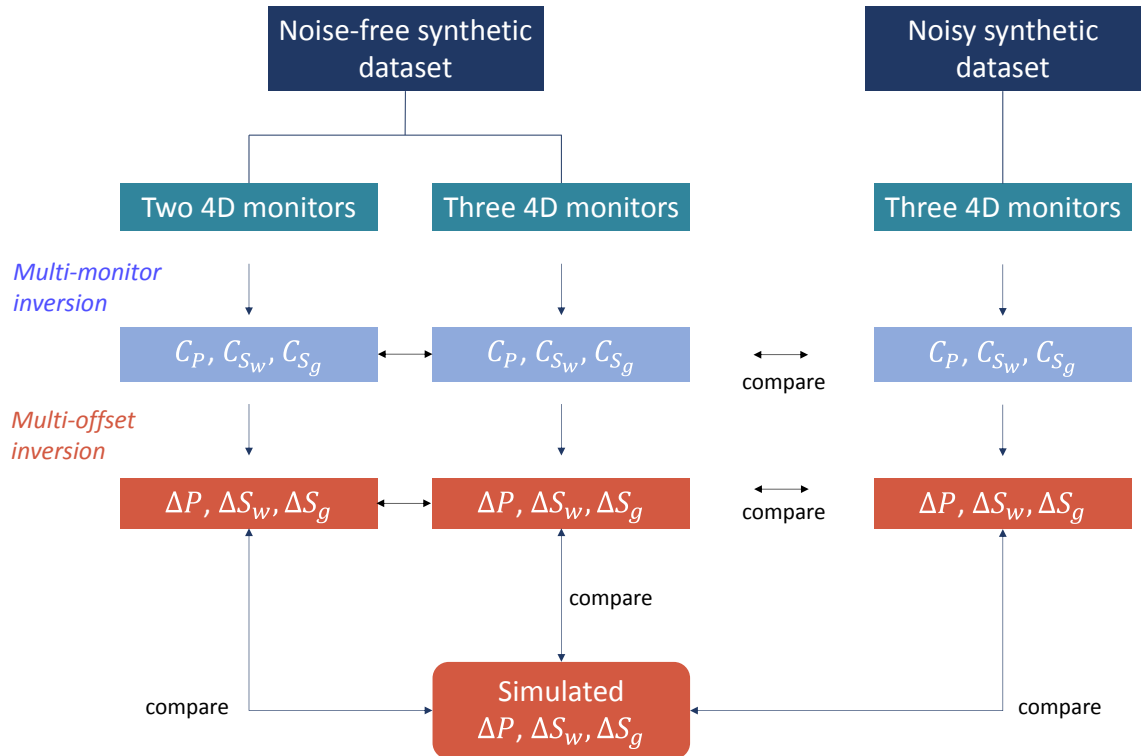 Noise-free synthetic
dataset
Noisy synthetic
dataset
Two 4D monitors
Three 4D monitors
Three 4D monitors
Multi-monitor
inversion
C_P, C_{S_w}, C_{S_g}
C_P, C_{S_w}, C_{S_g}
compare
C_P, C_{S_w}, C_{S_g}
Multi-offset
inversion
ΔP, ΔS_w, ΔS_g
ΔP, ΔS_w, ΔS_g
compare
ΔP, ΔS_w, ΔS_g
compare
compare
Simulated
ΔP, ΔS_w, ΔS_g
compare